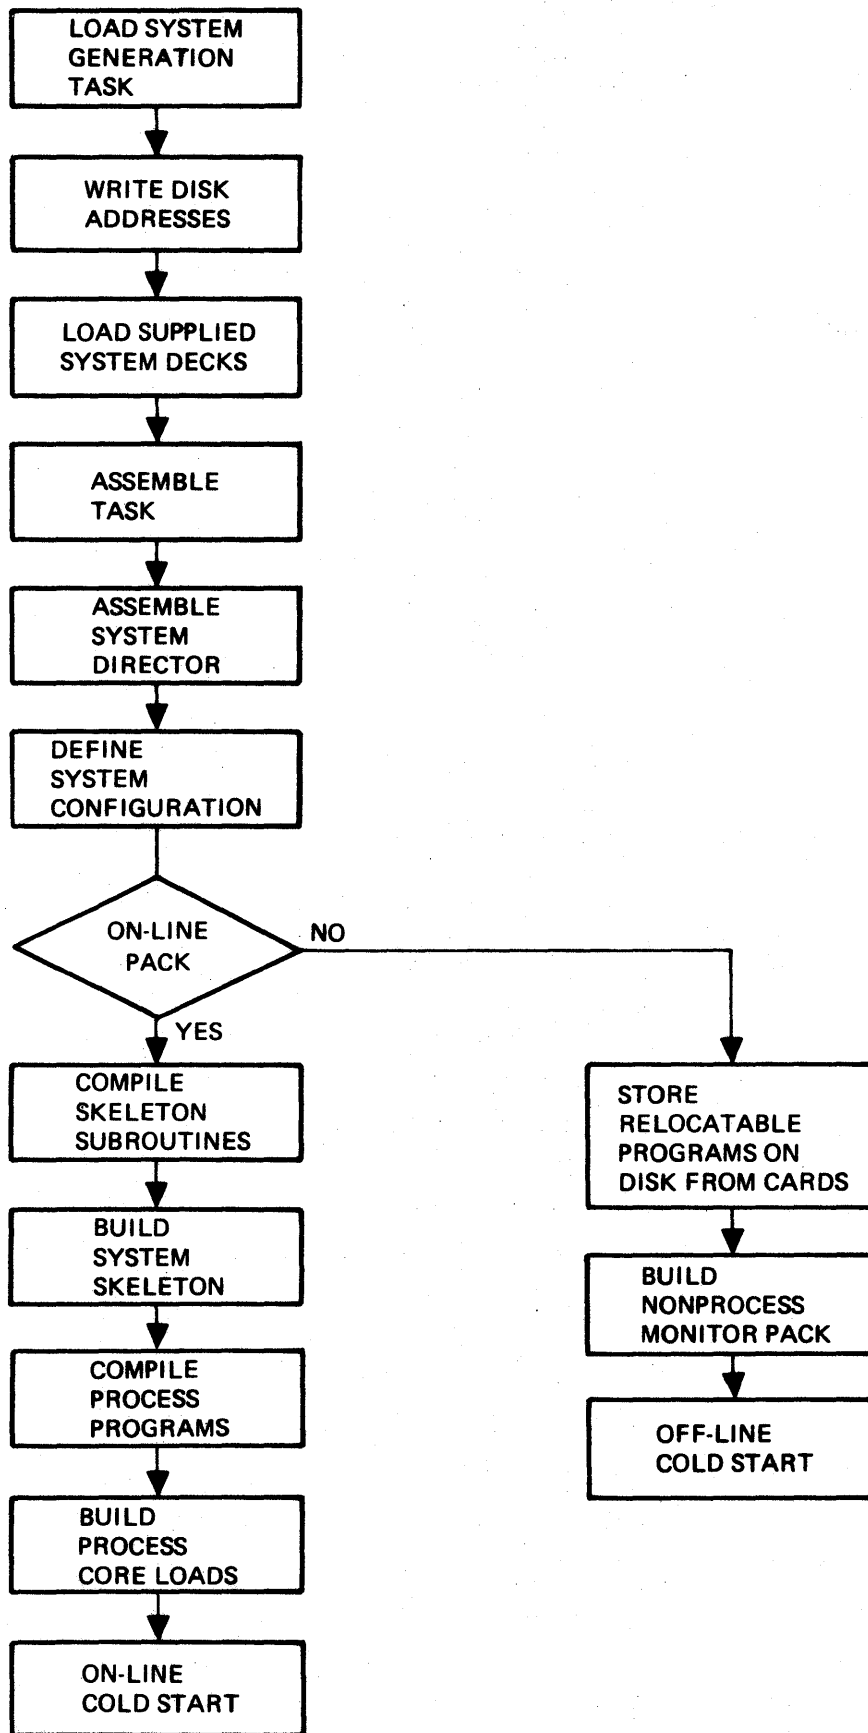 LOAD SYSTEM
GENERATION
TASK
WRITE DISK
ADDRESSES
LOAD SUPPLIED
SYSTEM DECKS
ASSEMBLE
TASK
ASSEMBLE
SYSTEM
DIRECTOR
DEFINE
SYSTEM
CONFIGURATION
ON-LINE
PACK
NO
YES
COMPILE
SKELETON
SUBROUTINES
BUILD
SYSTEM
SKELETON
COMPILE
PROCESS
PROGRAMS
BUILD
PROCESS
CORE LOADS
ON-LINE
COLD START
STORE
RELOCATABLE
PROGRAMS ON
DISK FROM CARDS
BUILD
NONPROCESS
MONITOR PACK
OFF-LINE
COLD START